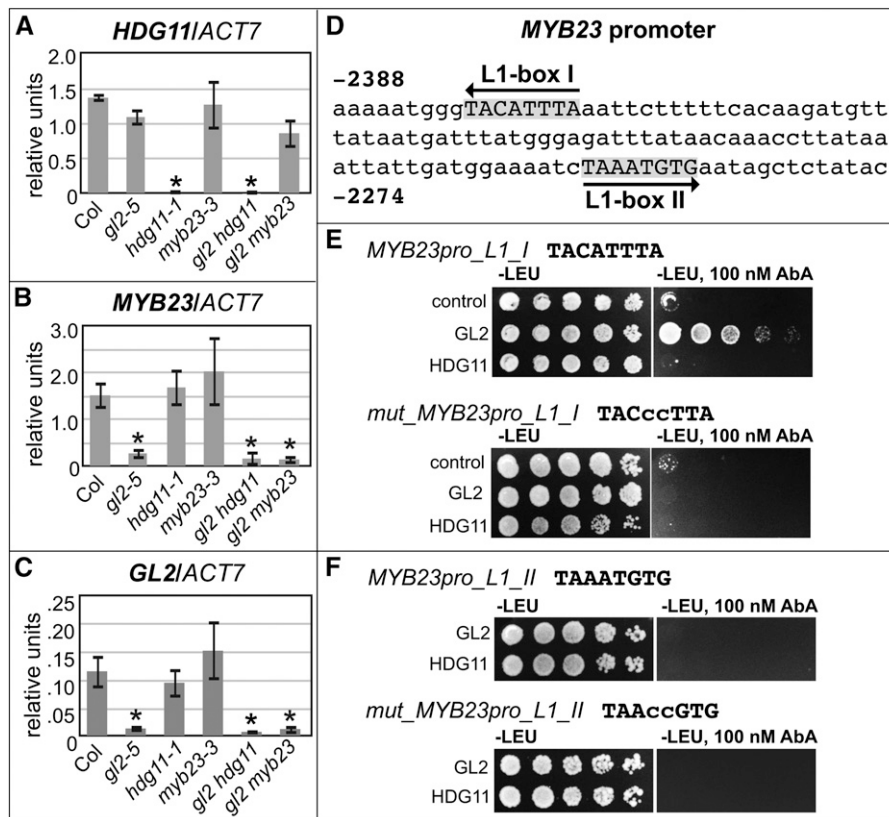 A
HDG11/ACT7
relative units
2.0
1.5
1.0
0.5
0
*
*
Col
gl2-5
hdg11-1
myb23-3
gl2 hdg11
gl2 myb23
B
MYB23/ACT7
relative units
3.0
2.0
1.0
0
*
*
*
Col
gl2-5
hdg11-1
myb23-3
gl2 hdg11
gl2 myb23
C
GL2/ACT7
relative units
.25
.20
.15
.10
.05
0
*
*
*
Col
gl2-5
hdg11-1
myb23-3
gl2 hdg11
gl2 myb23
D
MYB23 promoter
-2388
L1-box I
aaaaatgggTACATTTAaattctttttcacaagatgtt
tataatgatttatgggagatttataacaaaccttataa
attattgatggaaaatcTAAATGTGaatagctctatac
-2274
L1-box II
E
MYB23pro_L1_I TACATTTA
-LEU
-LEU, 100 nM AbA
control
GL2
HDG11
mut_MYB23pro_L1_I TACccTTA
-LEU
-LEU, 100 nM AbA
control
GL2
HDG11
F
MYB23pro_L1_II TAAATGTG
-LEU
-LEU, 100 nM AbA
GL2
HDG11
mut_MYB23pro_L1_II TAAccGTG
-LEU
-LEU, 100 nM AbA
GL2
HDG11